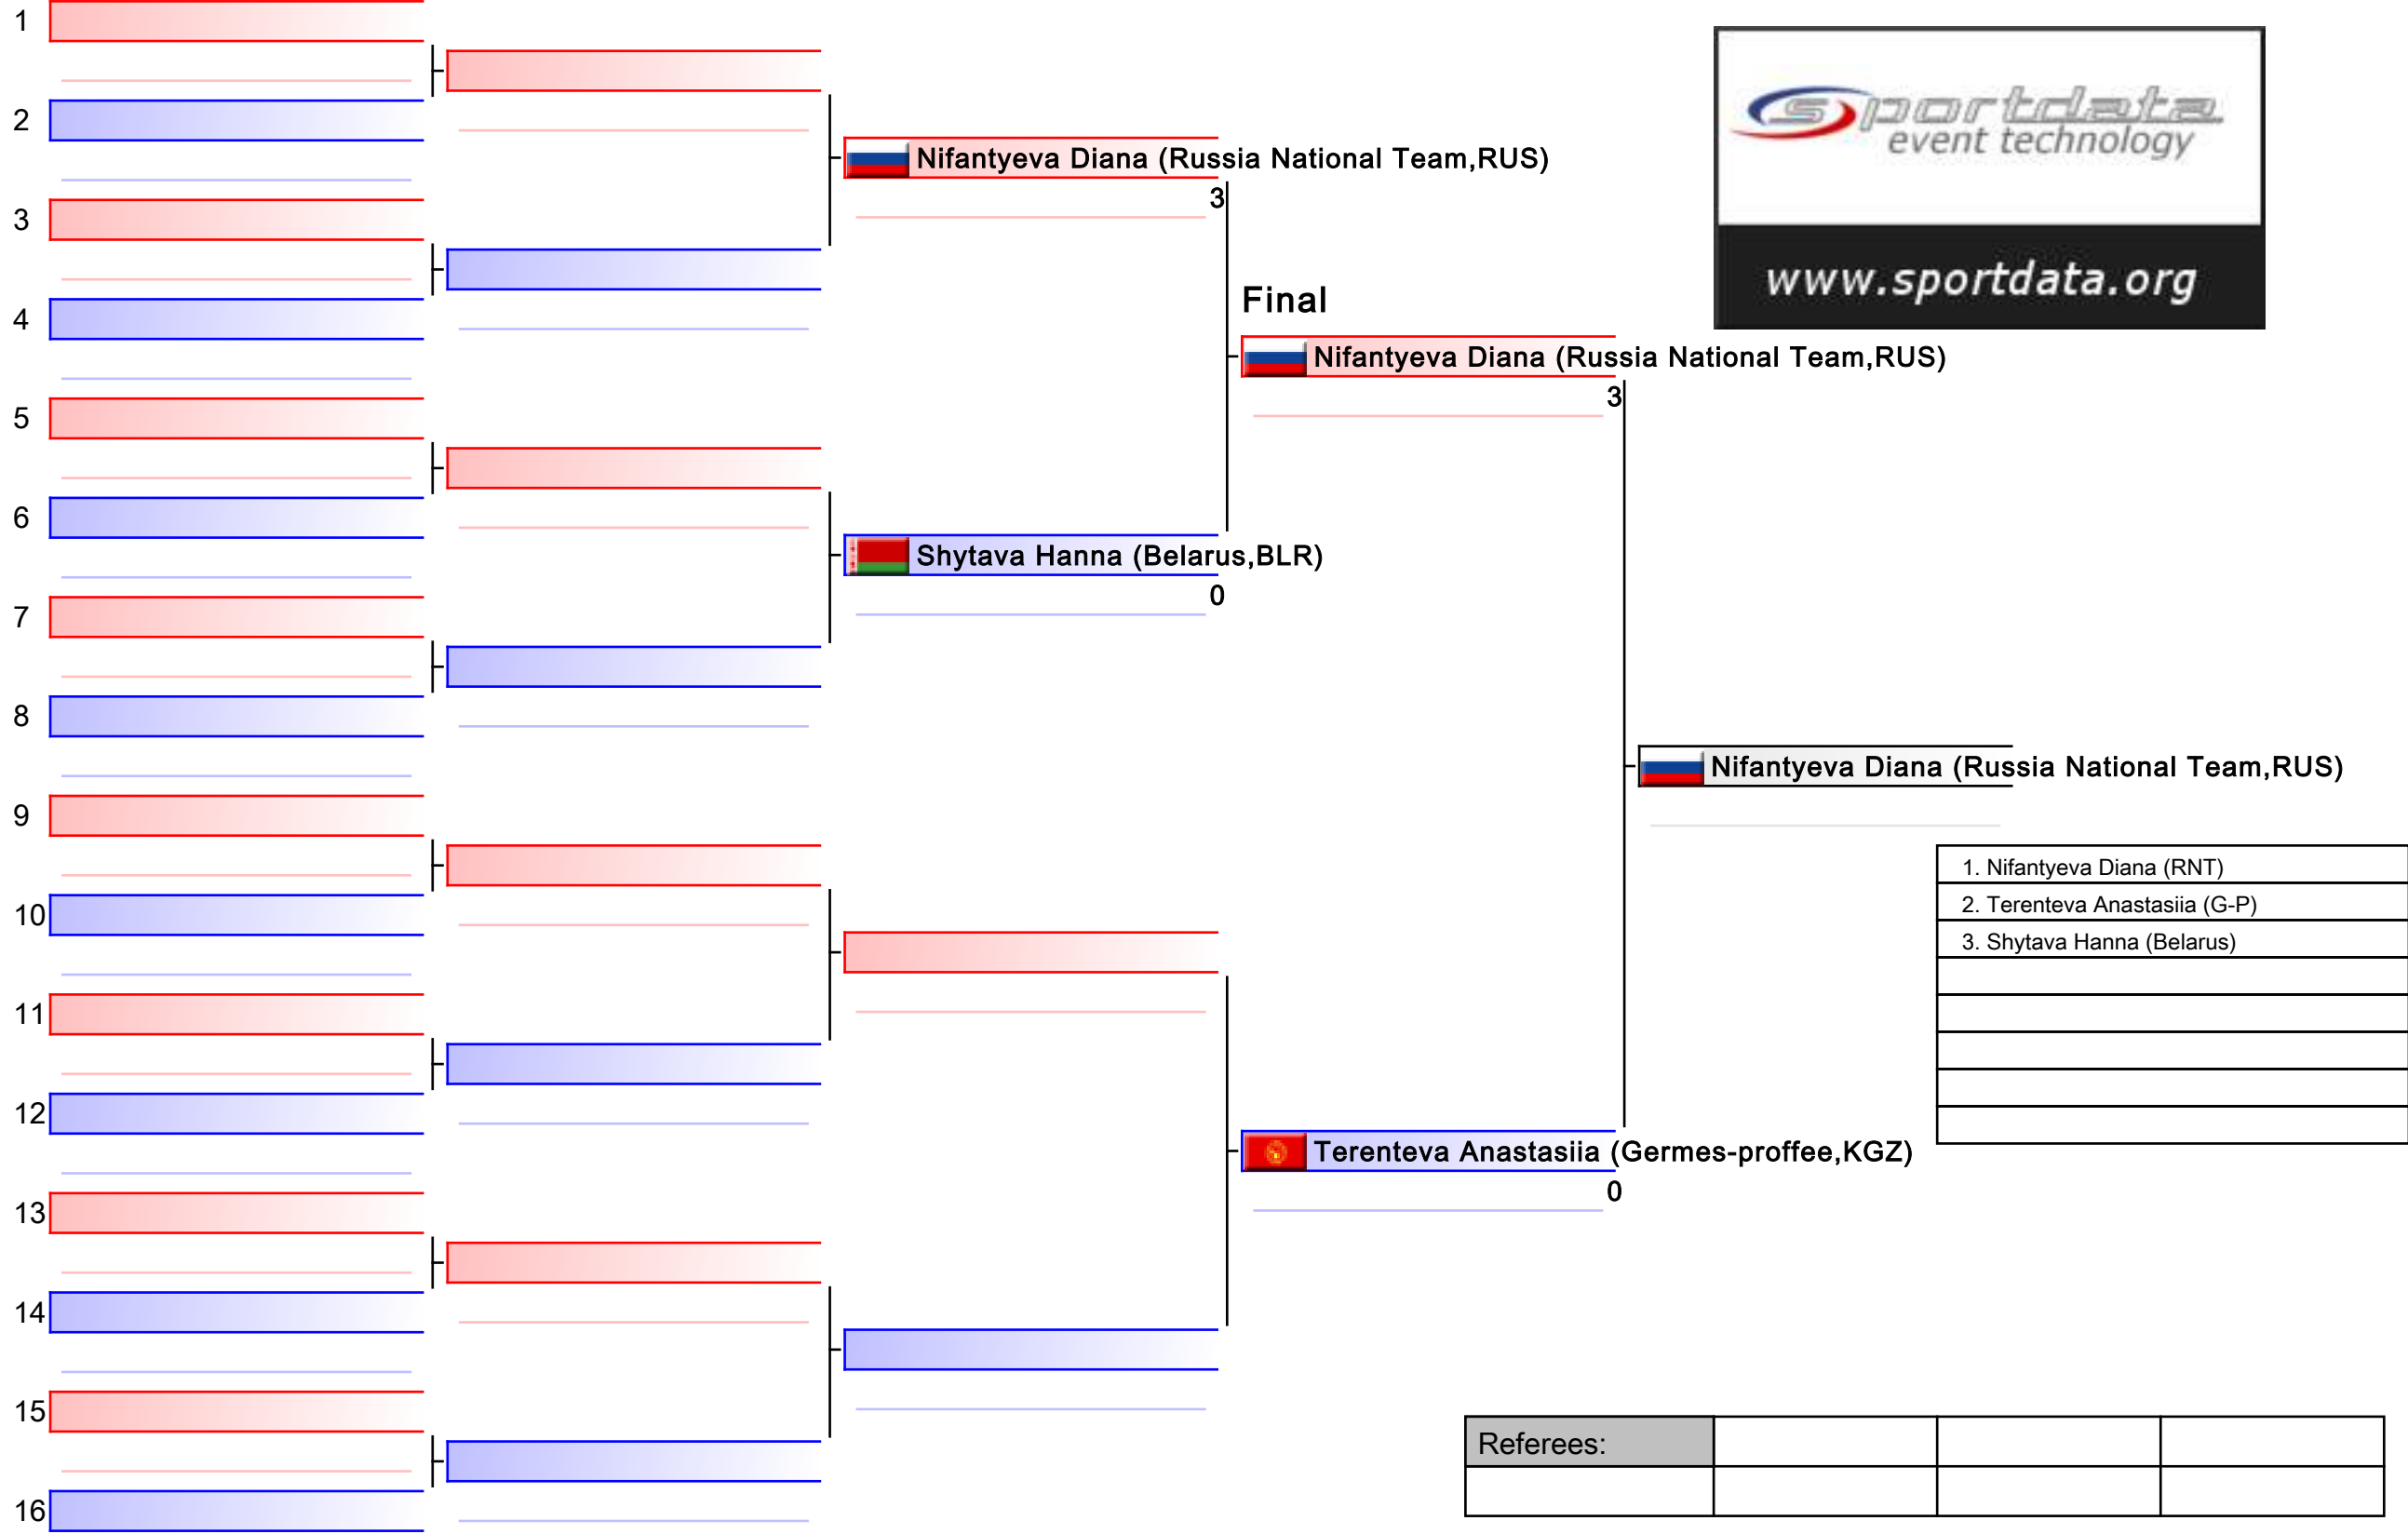 1
2
3
4
5
6
7
8
9
10
11
12
13
14
15
16
Nifantyeva Diana (Russia National Team,RUS)
3
Shytava Hanna (Belarus,BLR)
0
Final
Nifantyeva Diana (Russia National Team,RUS)
3
Terenteva Anastasiia (Germes-proffee,KGZ)
0
Nifantyeva Diana (Russia National Team,RUS)
sportdata
event technology
www.sportdata.org
1. Nifantyeva Diana (RNT)
2. Terenteva Anastasiia (G-P)
3. Shytava Hanna (Belarus)
Referees: